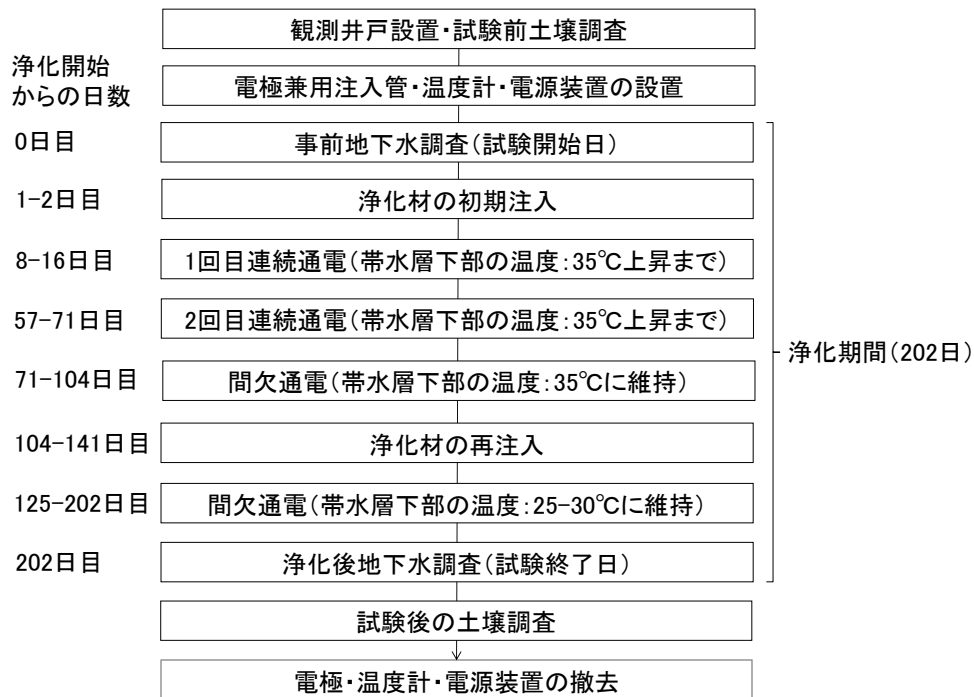 観測井戸設置・試験前土壌調査
浄化開始
からの日数
電極兼用注入管・温度計・電源装置の設置
0日目
事前地下水調査(試験開始日)
1-2日目
浄化材の初期注入
8-16日目
1回目連続通電(帯水層下部の温度:35℃上昇まで)
57-71日目
2回目連続通電(帯水層下部の温度:35℃上昇まで)
浄化期間(202日)
71-104日目
間欠通電(帯水層下部の温度:35℃に維持)
104-141日目
浄化材の再注入
125-202日目
間欠通電(帯水層下部の温度:25-30℃に維持)
202日目
浄化後地下水調査(試験終了日)
試験後の土壌調査
電極・温度計・電源装置の撤去